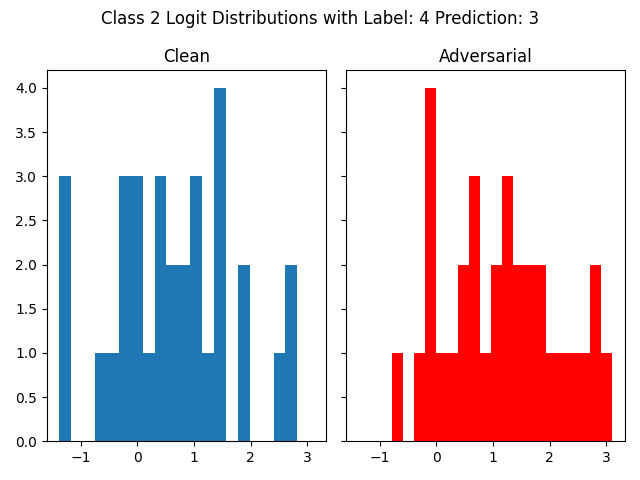 Class 2 Logit Distributions with Label: 4 Prediction: 3
Clean
Adversarial
4.0
3.5
3.0
2.5
2.0
1.5
1.0
0.5
0.0
−1 0 1 2 3
−1 0 1 2 3